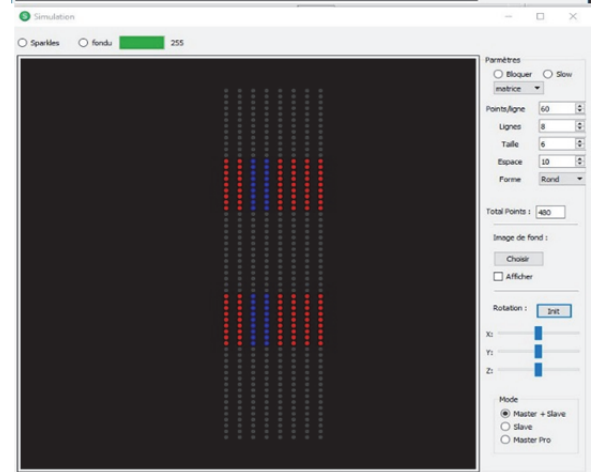 S Simulation
Sparkles fondu 255
Paramètres
Bloquer Slow
matrice
Points/ligne 60
Lignes 8
Taille 6
Espace 10
Forme Rond
Total Points : 480
Image de fond :
Choisir
Afficher
Rotation : Init
X:
Y:
Z:
Mode
Master + Slave
Slave
Master Pro